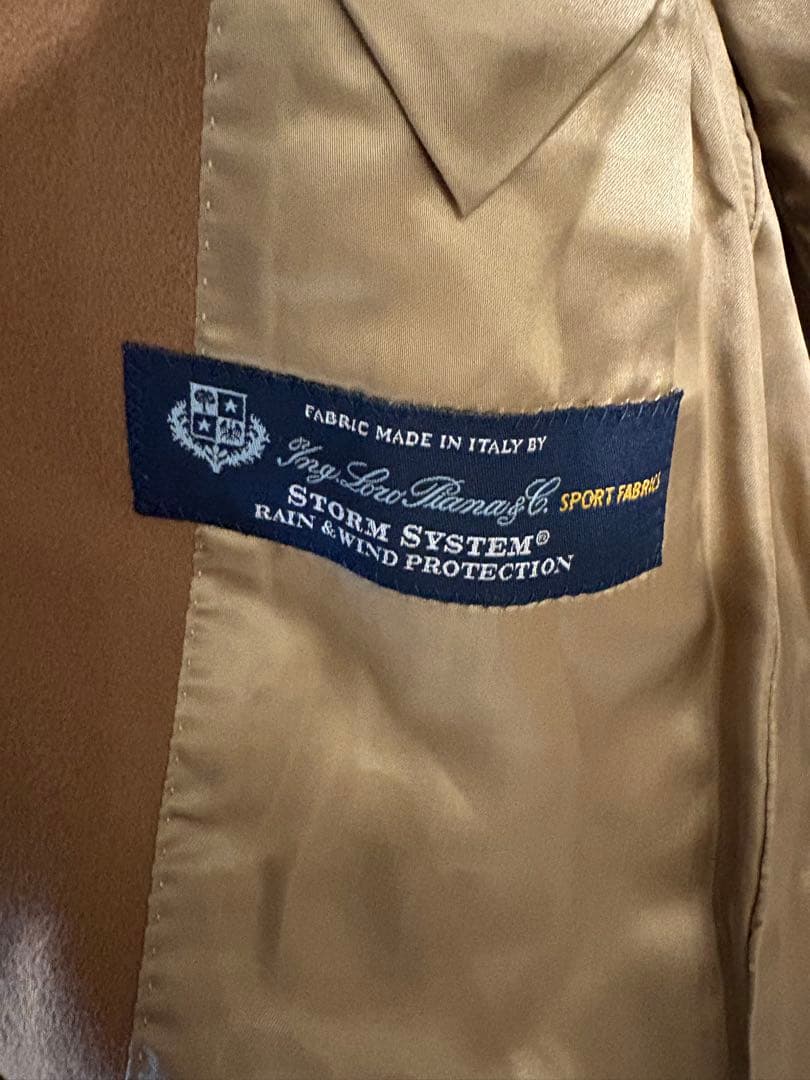 FABRIC MADE IN ITALY BY
Ing. Loro Piana & C. SPORT FABRICS
STORM SYSTEM®
RAIN & WIND PROTECTION